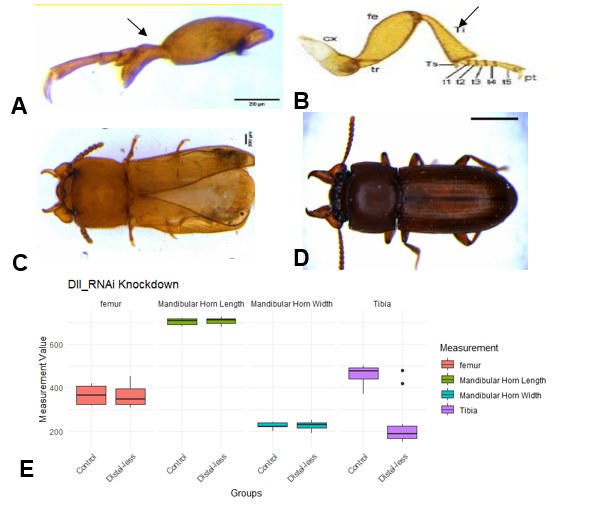 A
200 µm
B
cx
fe
tr
Ti
Ts
t1 t2 t3 t4 t5
pt
C
200 µm
D
Dll_RNAi Knockdown
femur Mandibular Horn Length Mandibular Horn Width Tibia
Measurement Value
600
400
200
Control Distal-less Control Distal-less Control Distal-less Control Distal-less
Groups
Measurement
femur
Mandibular Horn Length
Mandibular Horn Width
Tibia
E